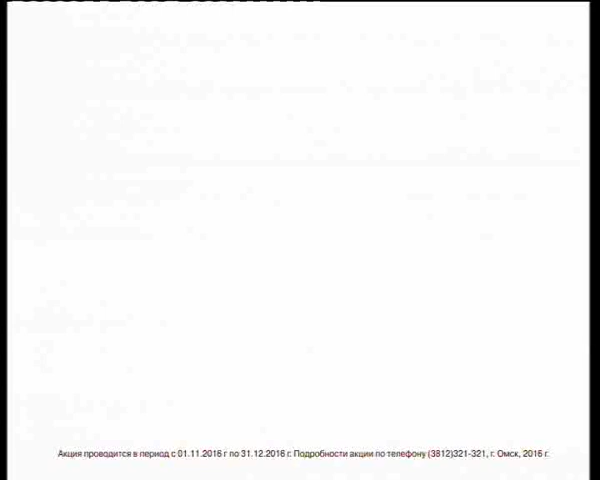 Акция проводится в период с 01.11.2016 г по 31.12.2016 г. Подробности акции по телефону (3812)321-321, г. Омск, 2016 г.